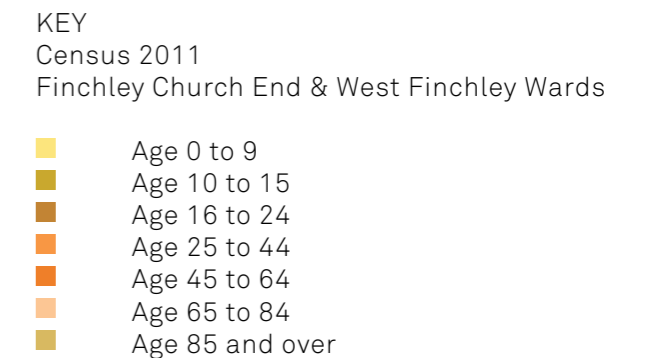 KEY
Census 2011
Finchley Church End & West Finchley Wards
Age 0 to 9
Age 10 to 15
Age 16 to 24
Age 25 to 44
Age 45 to 64
Age 65 to 84
Age 85 and over